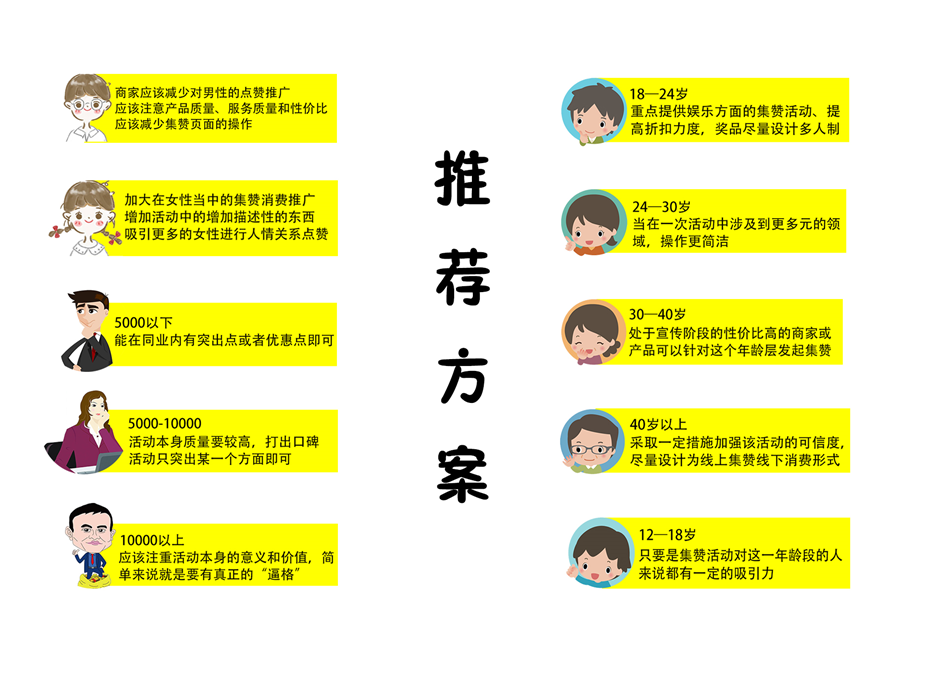 商家应该减少对男性的点赞推广
应该注意产品质量、服务质量和性价比
应该减少集赞页面的操作
加大在女性当中的集赞消费推广
增加活动中的增加描述性的东西
吸引更多的女性进行人情关系点赞
5000以下
能在同业内有突出点或者优惠点即可
5000-10000
活动本身质量要较高，打出口碑
活动只突出某一个方面即可
10000以上
应该注重活动本身的意义和价值，简
单来说就是要有真正的“逼格”
推
荐
方
案
18—24岁
重点提供娱乐方面的集赞活动、提
高折扣力度，奖品尽量设计多人制
24—30岁
当在一次活动中涉及到更多元的领
域，操作更简洁
30—40岁
处于宣传阶段的性价比高的商家或
产品可以针对这个年龄层发起集赞
40岁以上
采取一定措施加强该活动的可信度，
尽量设计为线上集赞线下消费形式
12—18岁
只要是集赞活动对这一年龄段的人
来说都有一定的吸引力